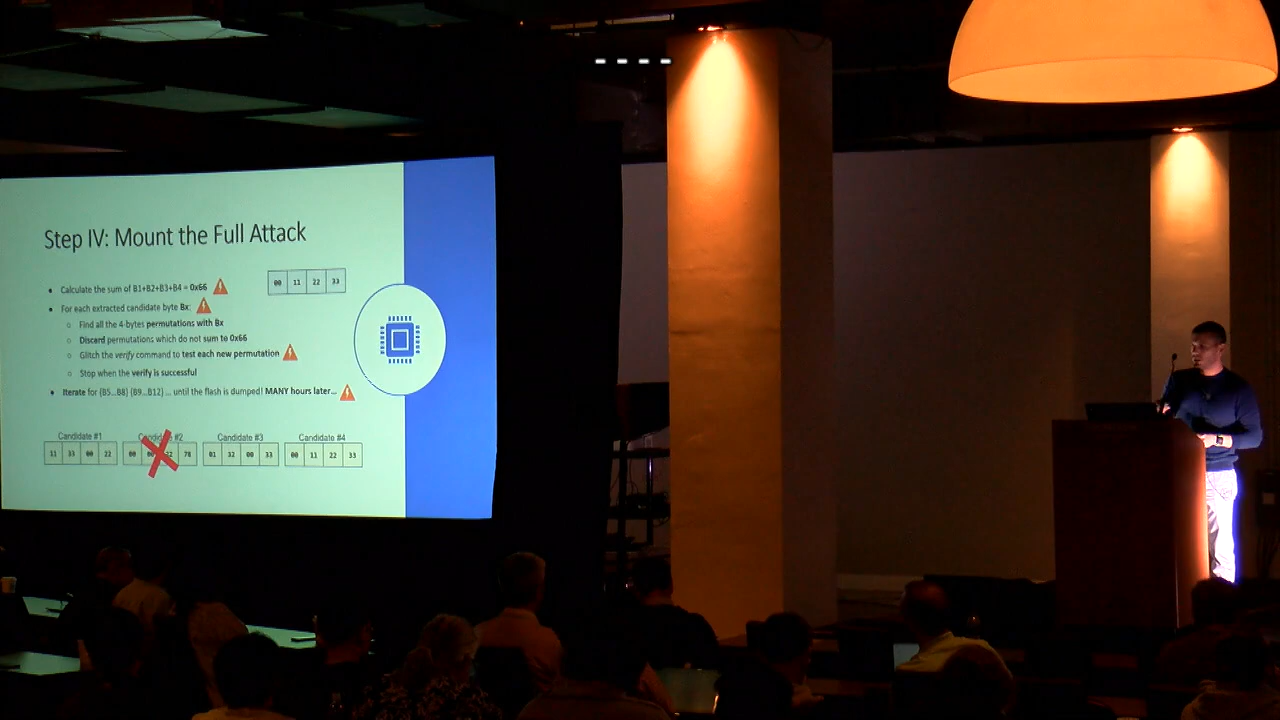 Step IV: Mount the Full Attack
00 11 22 33
• Calculate the sum of B1+B2+B3+B4 = 0x66
• For each extracted candidate byte Bx:
○ Find all the 4-bytes permutations with Bx
○ Discard permutations which do not sum to 0x66
○ Glitch the verify command to test each new permutation
○ Stop when the verify is successful
• Iterate for {B5...B8} {B9...B12} ... until the flash is dumped! MANY hours later...
Candidate #1 Candidate #2 Candidate #3 Candidate #4
11 33 00 22
00 78
01 32 00 33
00 11 22 33